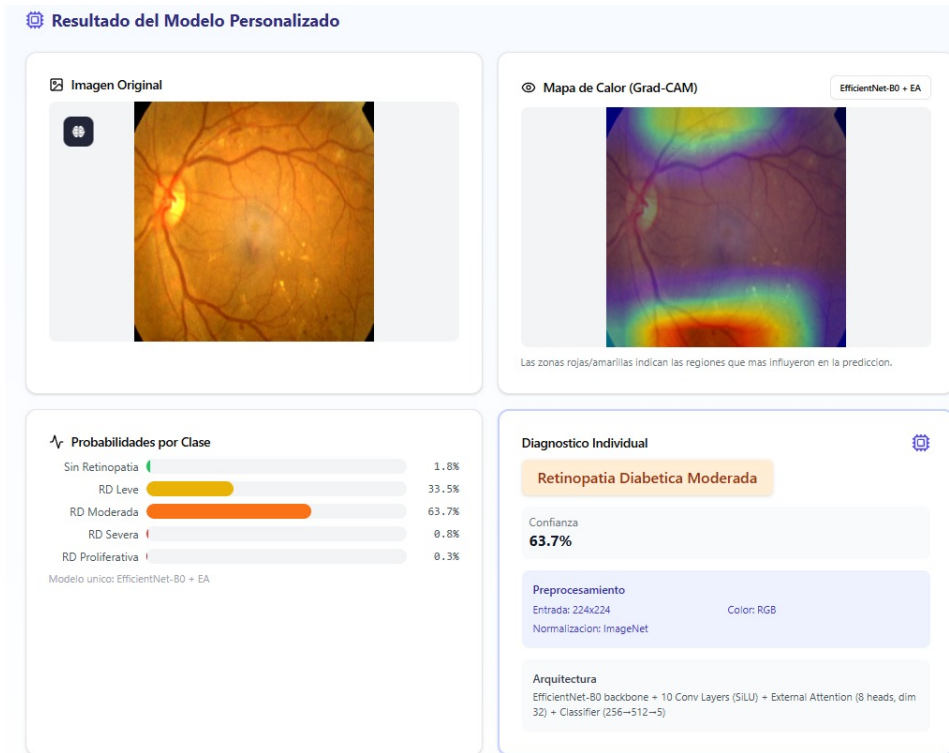 Resultado del Modelo Personalizado
Imagen Original
Mapa de Calor (Grad-CAM)
EfficientNet-B0 + EA
Las zonas rojas/amarillas indican las regiones que mas influyeron en la prediccion.
Probabilidades por Clase
Sin Retinopatia 1.8%
RD Leve 33.5%
RD Moderada 63.7%
RD Severa 0.8%
RD Proliferativa 0.3%
Modelo unico: EfficientNet-B0 + EA
Diagnostico Individual
Retinopatia Diabetica Moderada
Confianza
63.7%
Preprocesamiento
Entrada: 224x224 Color: RGB
Normalizacion: ImageNet
Arquitectura
EfficientNet-B0 backbone + 10 Conv Layers (SiLU) + External Attention (8 heads, dim
32) + Classifier (256→512→5)